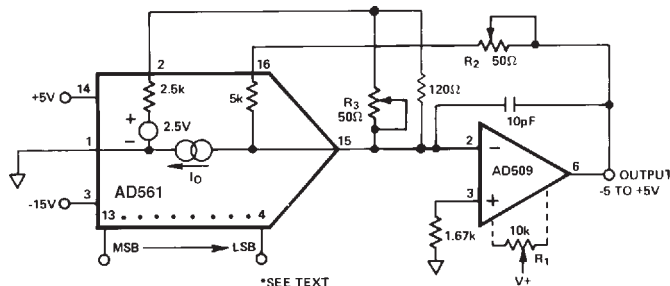 2
16
R2
50Ω
14
+5V
2.5k
5k
R3
50Ω
120Ω
+
2.5V
-
10pF
1
IO
15
2
-
6
OUTPUT
-5 TO +5V
AD509
-15V
3
AD561
3
+
13
4
1.67k
10k
R1
MSB
LSB
V+
*SEE TEXT